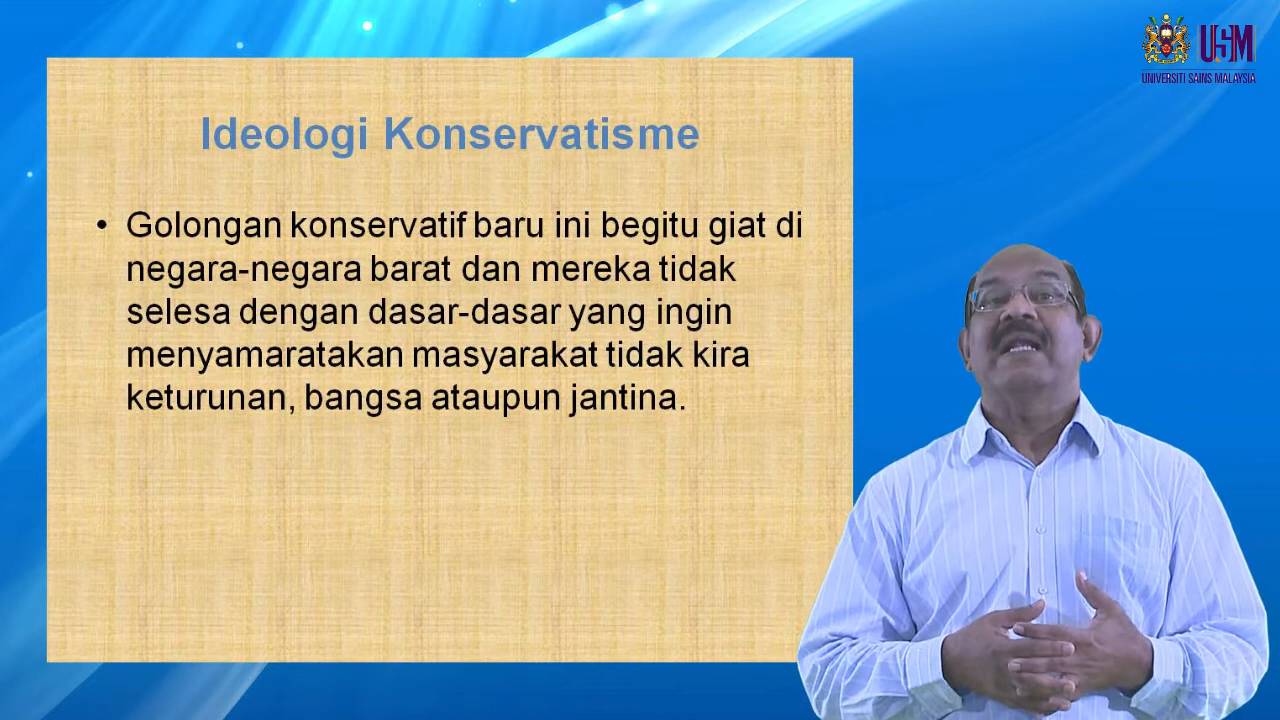 USM
UNIVERSITI SAINS MALAYSIA
Ideologi Konservatisme
• Golongan konservatif baru ini begitu giat di
negara-negara barat dan mereka tidak
selesa dengan dasar-dasar yang ingin
menyamaratakan masyarakat tidak kira
keturunan, bangsa ataupun jantina.